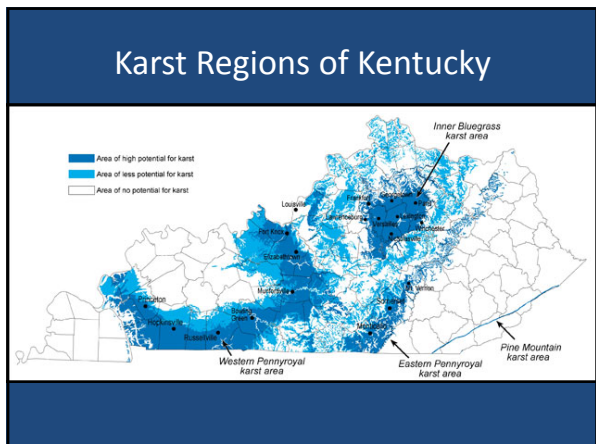 Karst Regions of Kentucky
Area of high potential for karst
Area of less potential for karst
Area of no potential for karst
Inner Bluegrass
karst area
Louisville
Frankfort
Georgetown
Paris
Lawrenceburg
Versailles
Lexington
Winchester
Nicholasville
Fort Knox
Elizabethtown
Munfordville
Mt. Vernon
Somerset
Monticello
Princeton
Hopkinsville
Bowling
Green
Russellville
Western Pennyroyal
karst area
Eastern Pennyroyal
karst area
Pine Mountain
karst area